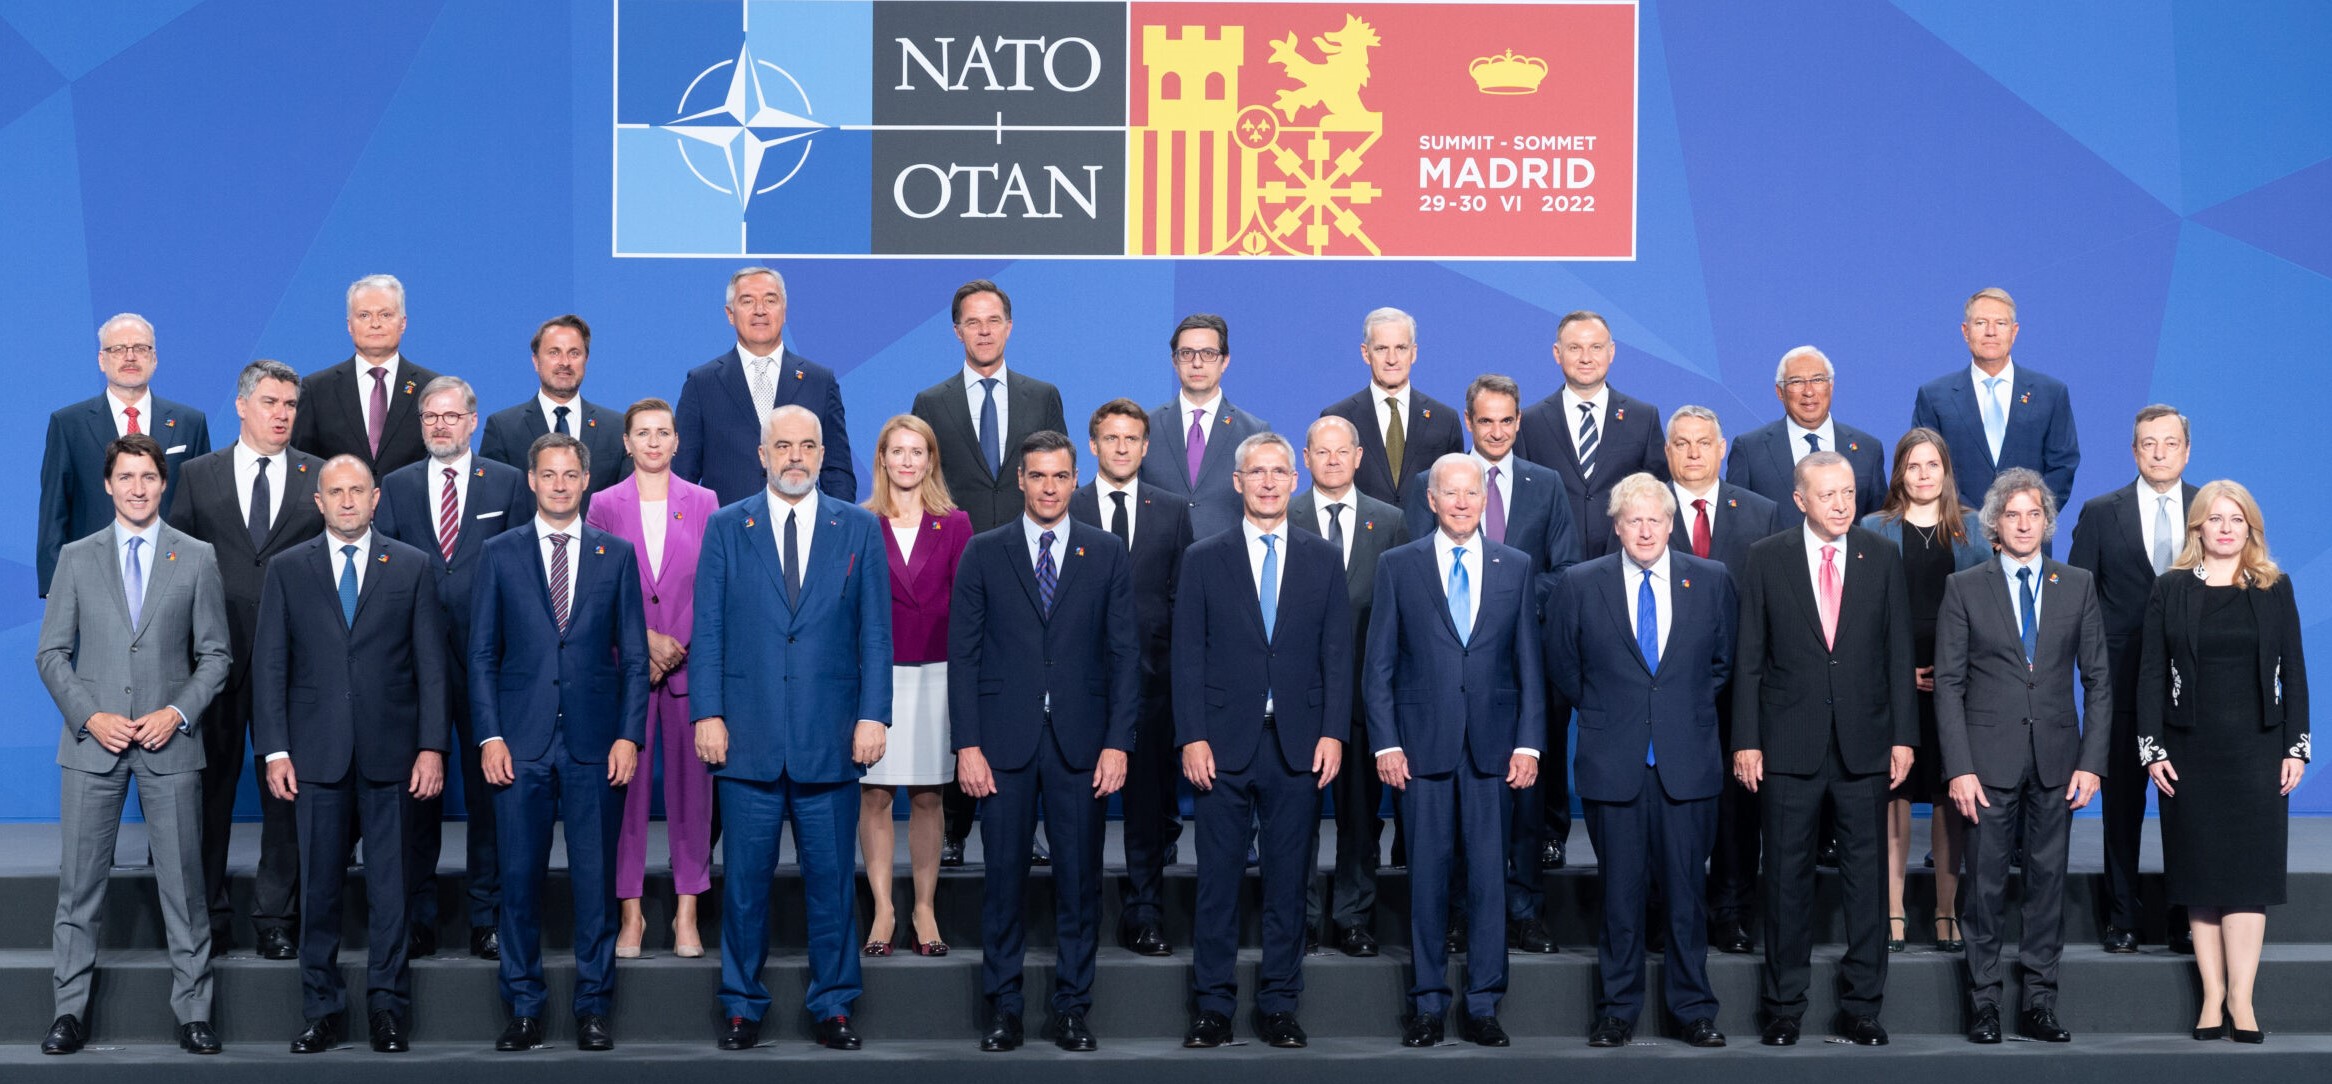 NATO
OTAN
SUMMIT - SOMMET
MADRID
29-30 VI 2022